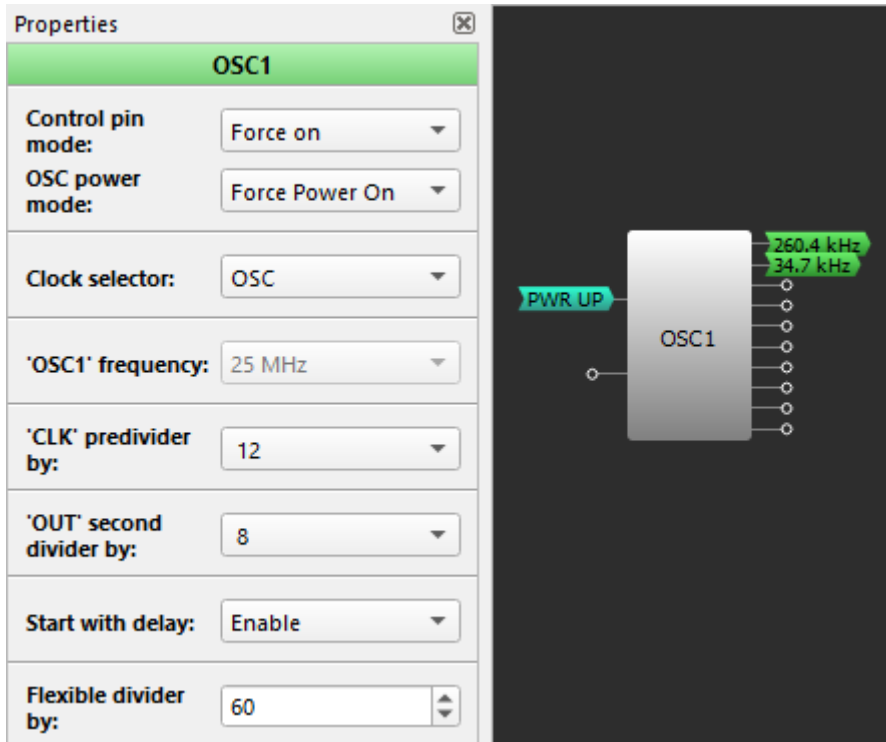 Properties
OSC1
Control pin
mode:
Force on
OSC power
mode:
Force Power On
Clock selector:
OSC
'OSC1' frequency:
25 MHz
'CLK' predivider
by:
12
'OUT' second
divider by:
8
Start with delay:
Enable
Flexible divider
by:
60
PWR UP
OSC1
260.4 kHz
34.7 kHz